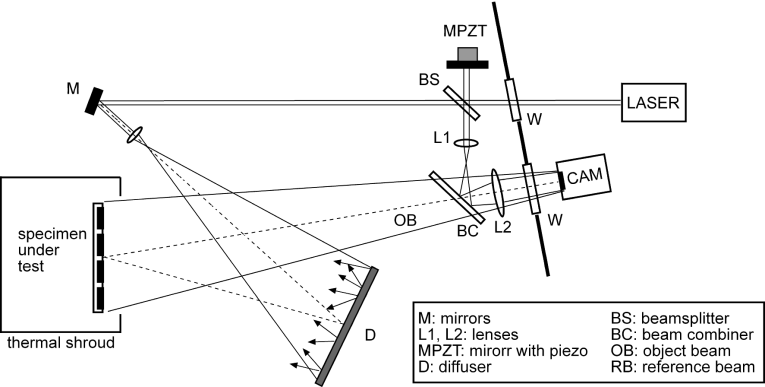 MPZT
M
BS
LASER
W
L1
CAM
L2
W
OB
BC
specimen
under
test
D
thermal shroud
M: mirrors
L1, L2: lenses
MPZT: mirorr with piezo
D: diffuser
BS: beamsplitter
BC: beam combiner
OB: object beam
RB: reference beam